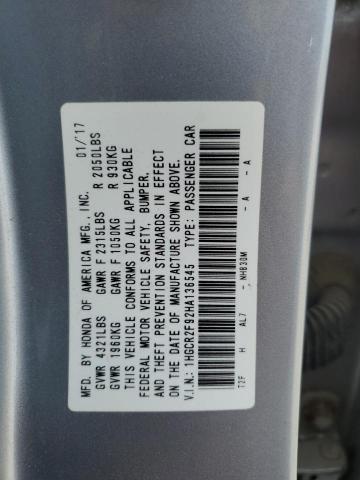 MFD. BY HONDA OF AMERICA MFG.,INC. 01/17
GVWR 4321LBS GAWR F 2315LBS R 2050LBS
GVWR 1960KG GAWR F 1050KG R 930KG
THIS VEHICLE CONFORMS TO ALL APPLICABLE
FEDERAL MOTOR VEHICLE SAFETY, BUMPER,
AND THEFT PREVENTION STANDARDS IN EFFECT
ON THE DATE OF MANUFACTURE SHOWN ABOVE.
V.I.N.: 1HGCR2F92HA136545 TYPE: PASSENGER CAR
T2F H AL7 - NH830M - A - A